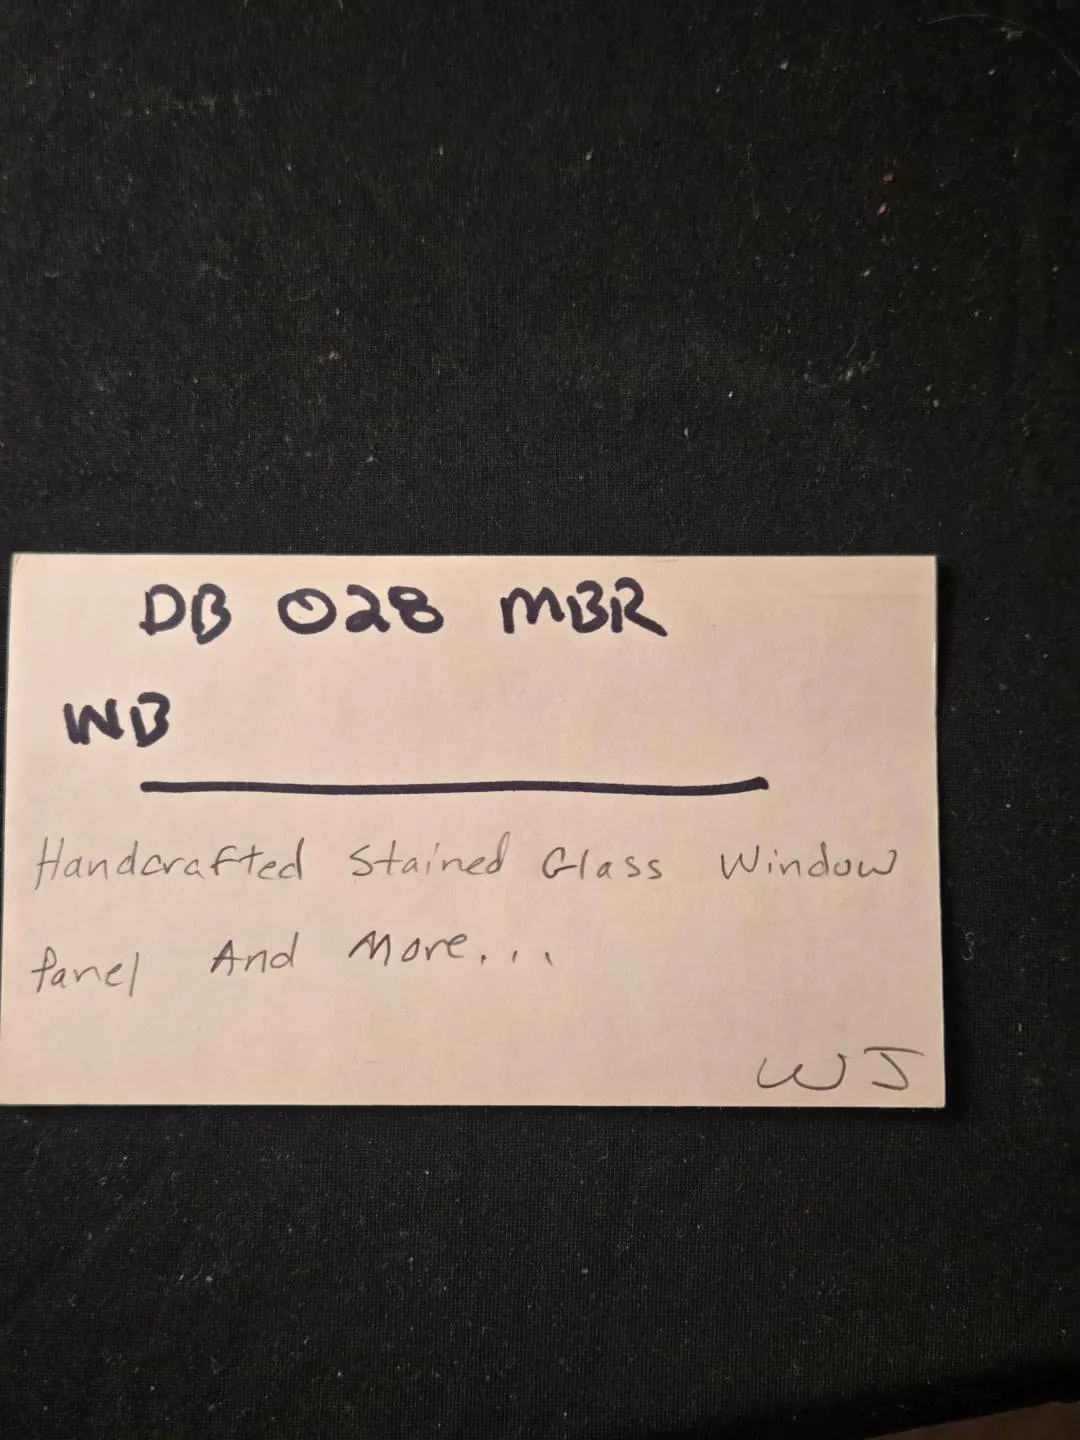 DB 028 MBR
WB
Handcrafted Stained Glass Window
Panel And More...
WJ